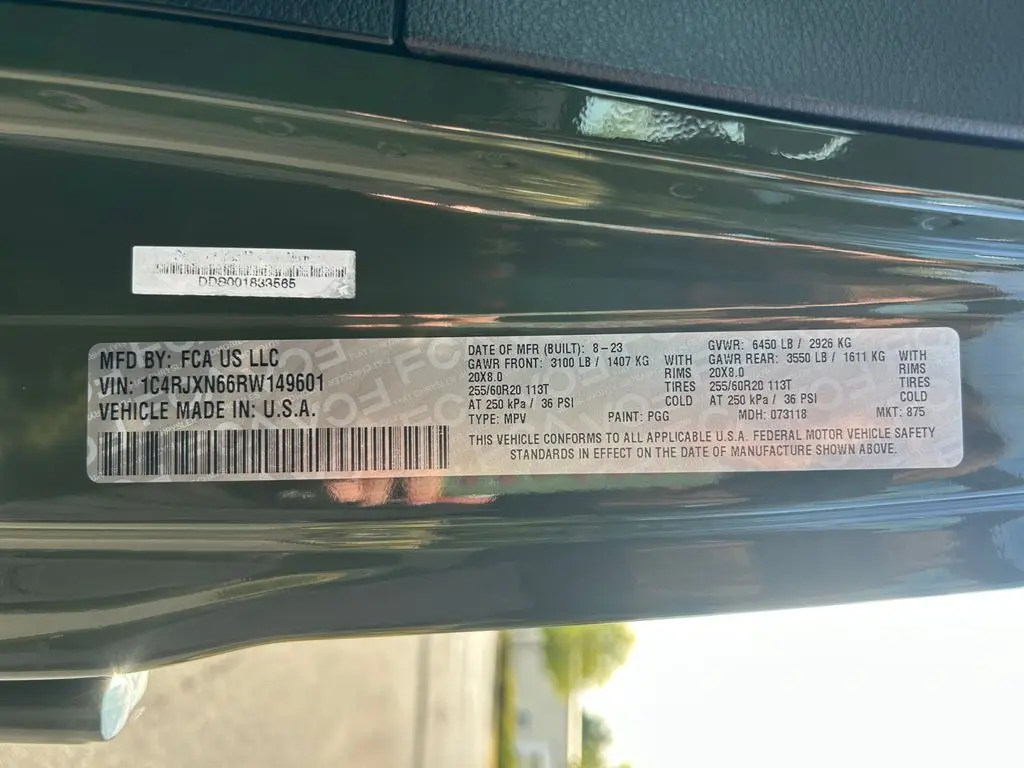 DDS001833565
MFD BY: FCA US LLC
VIN: 1C4RJXN66RW149601
VEHICLE MADE IN: U.S.A.
DATE OF MFR (BUILT): 8-23
GAWR FRONT: 3100 LB / 1407 KG WITH
20X8.0 RIMS
255/60R20 113T TIRES
AT 250 kPa / 36 PSI COLD
TYPE: MPV PAINT: PGG
GVWR: 6450 LB / 2926 KG
GAWR REAR: 3550 LB / 1611 KG WITH
20X8.0 RIMS
255/60R20 113T TIRES
AT 250 kPa / 36 PSI COLD
MDH: 073118 MKT: 875
THIS VEHICLE CONFORMS TO ALL APPLICABLE U.S.A. FEDERAL MOTOR VEHICLE SAFETY
STANDARDS IN EFFECT ON THE DATE OF MANUFACTURE SHOWN ABOVE.